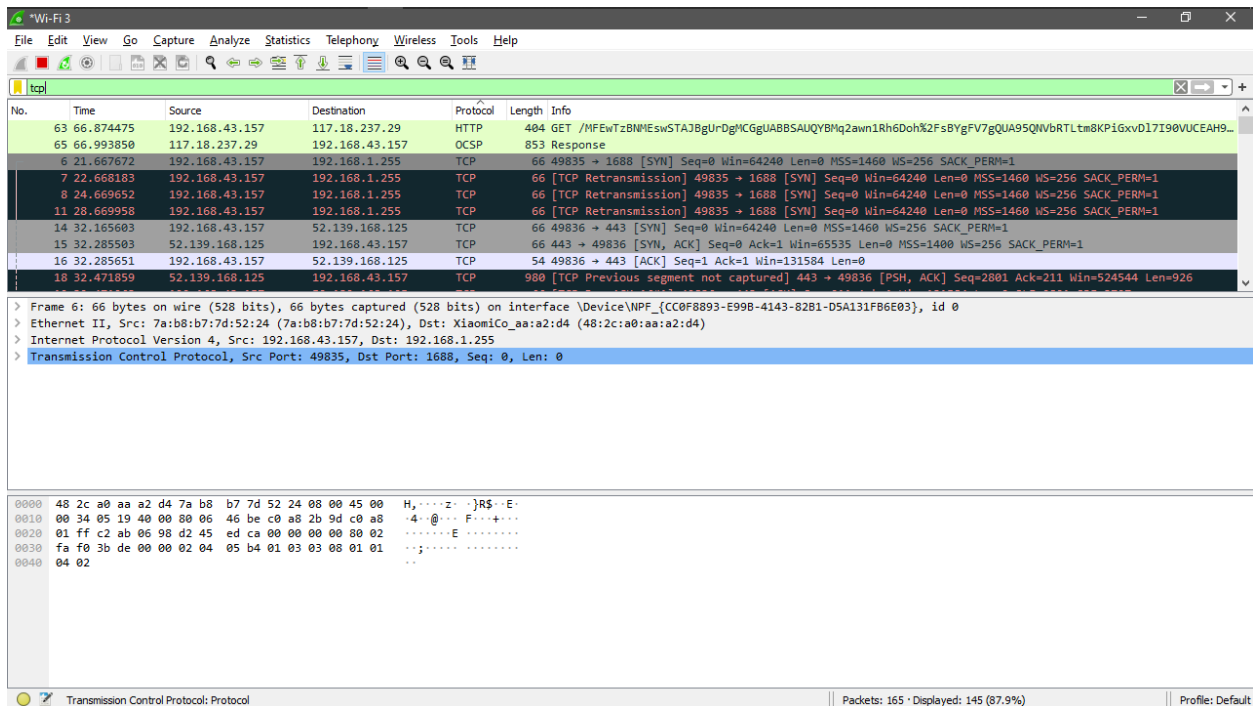 *Wi-Fi 3
File Edit View Go Capture Analyze Statistics Telephony Wireless Tools Help
tcp
No. Time Source Destination Protocol Length Info
63 66.874475 192.168.43.157 117.18.237.29 HTTP 404 GET /MFEwTzBNMEswSTAJBgUrDgMCGgUABBSAUQYBMq2awn1Rh6Doh%2FsBYgFV7gQUA95QNVbRTLtm8KPiGxvDl7I90VUCEAH9…
65 66.993850 117.18.237.29 192.168.43.157 OCSP 853 Response
6 21.667672 192.168.43.157 192.168.1.255 TCP 66 49835 → 1688 [SYN] Seq=0 Win=64240 Len=0 MSS=1460 WS=256 SACK_PERM=1
7 22.668183 192.168.43.157 192.168.1.255 TCP 66 [TCP Retransmission] 49835 → 1688 [SYN] Seq=0 Win=64240 Len=0 MSS=1460 WS=256 SACK_PERM=1
8 24.669652 192.168.43.157 192.168.1.255 TCP 66 [TCP Retransmission] 49835 → 1688 [SYN] Seq=0 Win=64240 Len=0 MSS=1460 WS=256 SACK_PERM=1
11 28.669958 192.168.43.157 192.168.1.255 TCP 66 [TCP Retransmission] 49835 → 1688 [SYN] Seq=0 Win=64240 Len=0 MSS=1460 WS=256 SACK_PERM=1
14 32.165603 192.168.43.157 52.139.168.125 TCP 66 49836 → 443 [SYN] Seq=0 Win=64240 Len=0 MSS=1460 WS=256 SACK_PERM=1
15 32.285503 52.139.168.125 192.168.43.157 TCP 66 443 → 49836 [SYN, ACK] Seq=0 Ack=1 Win=65535 Len=0 MSS=1400 WS=256 SACK_PERM=1
16 32.285651 192.168.43.157 52.139.168.125 TCP 54 49836 → 443 [ACK] Seq=1 Ack=1 Win=131584 Len=0
18 32.471859 52.139.168.125 192.168.43.157 TCP 980 [TCP Previous segment not captured] 443 → 49836 [PSH, ACK] Seq=2801 Ack=211 Win=524544 Len=926
> Frame 6: 66 bytes on wire (528 bits), 66 bytes captured (528 bits) on interface \Device\NPF_{CC0F8893-E99B-4143-82B1-D5A131FB6E03}, id 0
> Ethernet II, Src: 7a:b8:b7:7d:52:24 (7a:b8:b7:7d:52:24), Dst: XiaomiCo_aa:a2:d4 (48:2c:a0:aa:a2:d4)
> Internet Protocol Version 4, Src: 192.168.43.157, Dst: 192.168.1.255
> Transmission Control Protocol, Src Port: 49835, Dst Port: 1688, Seq: 0, Len: 0
0000 48 2c a0 aa a2 d4 7a b8 b7 7d 52 24 08 00 45 00 H,····z· ·}R$··E·
0010 00 34 05 19 40 00 80 06 46 be c0 a8 2b 9d c0 a8 ·4··@··· F···+···
0020 01 ff c2 ab 06 98 d2 45 ed ca 00 00 00 00 80 02 ·······E ········
0030 fa f0 3b de 00 00 02 04 05 b4 01 03 03 08 01 01 ··;····· ········
0040 04 02 ··
Transmission Control Protocol: Protocol Packets: 165 · Displayed: 145 (87.9%) Profile: Default